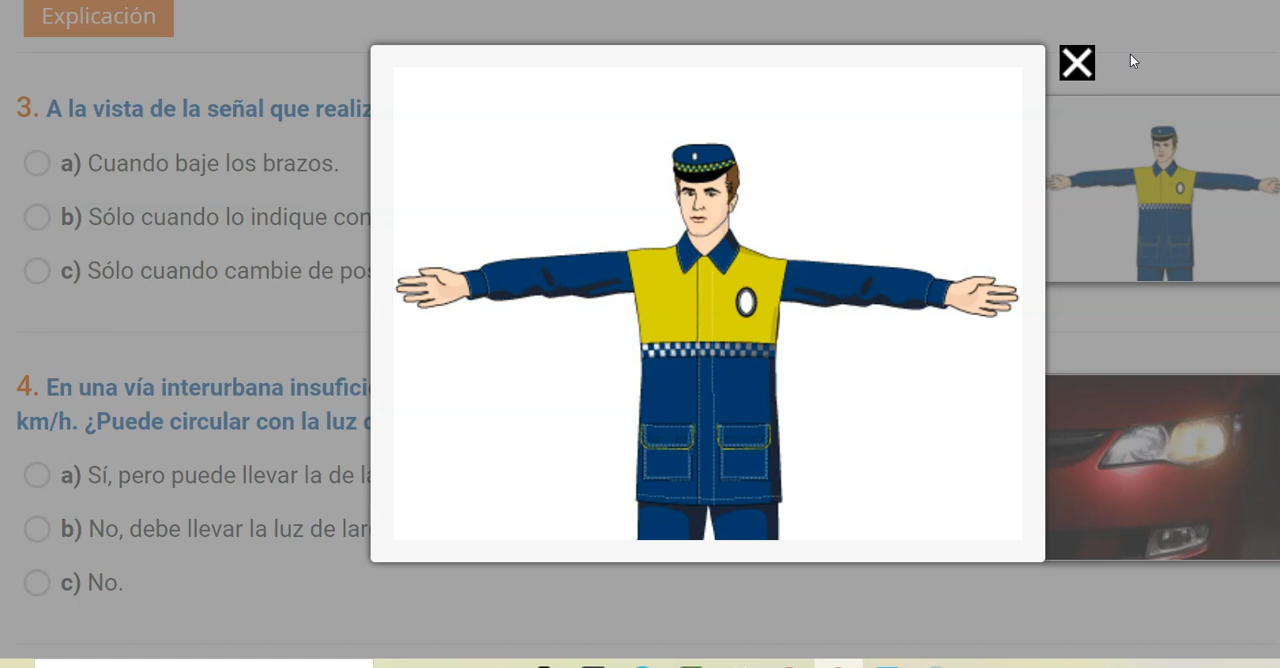 Explicación
3. A la vista de la señal que realiz
a) Cuando baje los brazos.
b) Sólo cuando lo indique con
c) Sólo cuando cambie de pos
4. En una vía interurbana insufici
km/h. ¿Puede circular con la luz
a) Sí, pero puede llevar la de la
b) No, debe llevar la luz de lar
c) No.